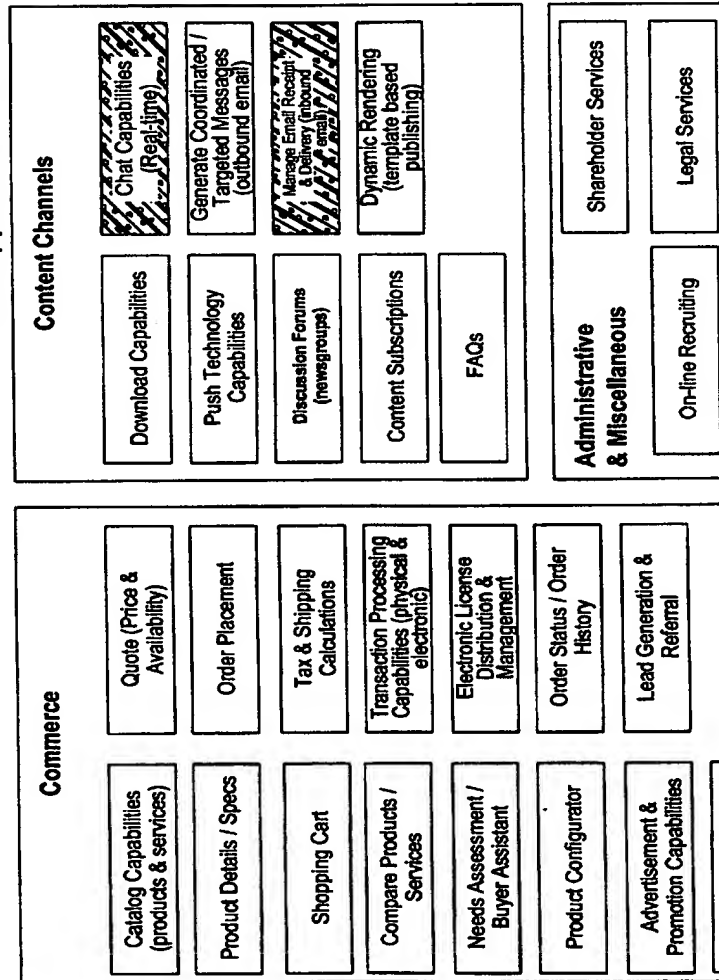 Commerce
Catalog Capabilities
(products & services)
Quote (Price &
Availability)
Product Details / Specs
Order Placement
Shopping Cart
Tax & Shipping
Calculations
Compare Products /
Services
Transaction Processing
Capabilities (physical &
electronic)
Needs Assessment /
Buyer Assistant
Electronic License
Distribution &
Management
Product Configurator
Order Status / Order
History
Advertisement &
Promotion Capabilities
Lead Generation &
Referral
Content Channels
Download Capabilities
Chat Capabilities
(Real-time)
Push Technology
Capabilities
Generate Coordinated /
Targeted Messages
(outbound email)
Discussion Forums
(newsgroups)
Manage Email Receipt
& Delivery (inbound
email)
Content Subscriptions
Dynamic Rendering
(template based
publishing)
FAQs
Administrative
& Miscellaneous
Shareholder Services
On-line Recruiting
Legal Services